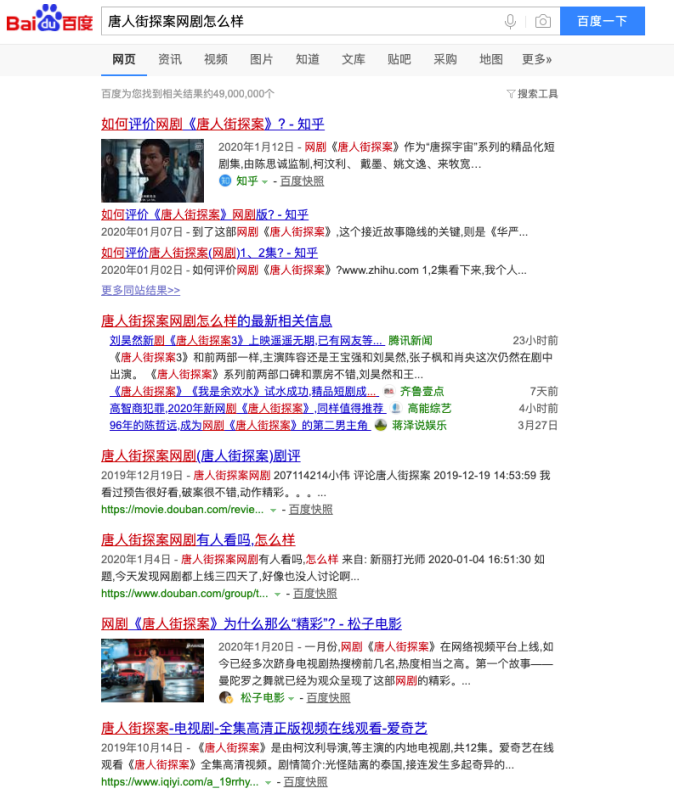 Bai du 百度
唐人街探案网剧怎么样
百度一下
网页 资讯 视频 图片 知道 文库 贴吧 采购 地图 更多»
百度为您找到相关结果约49,000,000个
搜索工具
如何评价网剧《唐人街探案》? - 知乎
2020年01月12日 - 网剧《唐人街探案》作为“唐探宇宙”系列的精品化短
剧集,由陈思诚监制,柯汶利、 戴墨、姚文逸、来牧宽...
知 知乎 - 百度快照
如何评价《唐人街探案》网剧版? - 知乎
2020年01月07日 - 到了这部网剧《唐人街探案》,这个接近故事隐线的关键,则是《华严...
如何评价唐人街探案(网剧)1、2集? - 知乎
2020年01月02日 - 如何评价网剧《唐人街探案》?www.zhihu.com 1,2集看下来,我个人...
更多同站结果>>
唐人街探案网剧怎么样的最新相关信息
刘昊然新剧《唐人街探案3》上映遥遥无期,已有网友等... 腾讯新闻 23小时前
《唐人街探案3》和前两部一样,主演阵容还是王宝强和刘昊然,张子枫和肖央这次仍然在剧中
出演。 《唐人街探案》系列前两部口碑和票房不错,刘昊然和王...
《唐人街探案》《我是余欢水》试水成功,精品短剧成... 齐鲁壹点 7天前
高智商犯罪,2020年新网剧《唐人街探案》,同样值得推荐 高能综艺 4小时前
96年的陈哲远,成为网剧《唐人街探案》的第二男主角 蒋泽说娱乐 3月27日
唐人街探案网剧(唐人街探案)剧评
2019年12月19日 - 唐人街探案网剧 207114214小伟 评论唐人街探案 2019-12-19 14:53:59 我
看过预告很好看,破案很不错,动作精彩。。。...
https://movie.douban.com/revie... - 百度快照
唐人街探案网剧有人看吗,怎么样
2020年1月4日 - 唐人街探案网剧有人看吗,怎么样 来自: 新丽打光师 2020-01-04 16:51:30 如
题,今天发现网剧都上线三四天了,好像也没人讨论啊...
https://www.douban.com/group/t... - 百度快照
网剧《唐人街探案》为什么那么“精彩”? - 松子电影
2020年1月20日 - 一月份,网剧《唐人街探案》在网络视频平台上线,如
今已经多次跻身电视剧热搜榜前几名,热度相当之高。第一个故事——
曼陀罗之舞就已经为观众呈现了这部网剧的精彩。...
松子电影 - 百度快照
唐人街探案-电视剧-全集高清正版视频在线观看-爱奇艺
2019年10月14日 - 《唐人街探案》是由柯汶利导演,等主演的内地电视剧,共12集。爱奇艺在线
观看《唐人街探案》全集高清视频。剧情简介:光怪陆离的泰国,接连发生多起奇异的...
https://www.iqiyi.com/a_19rrhy... - 百度快照